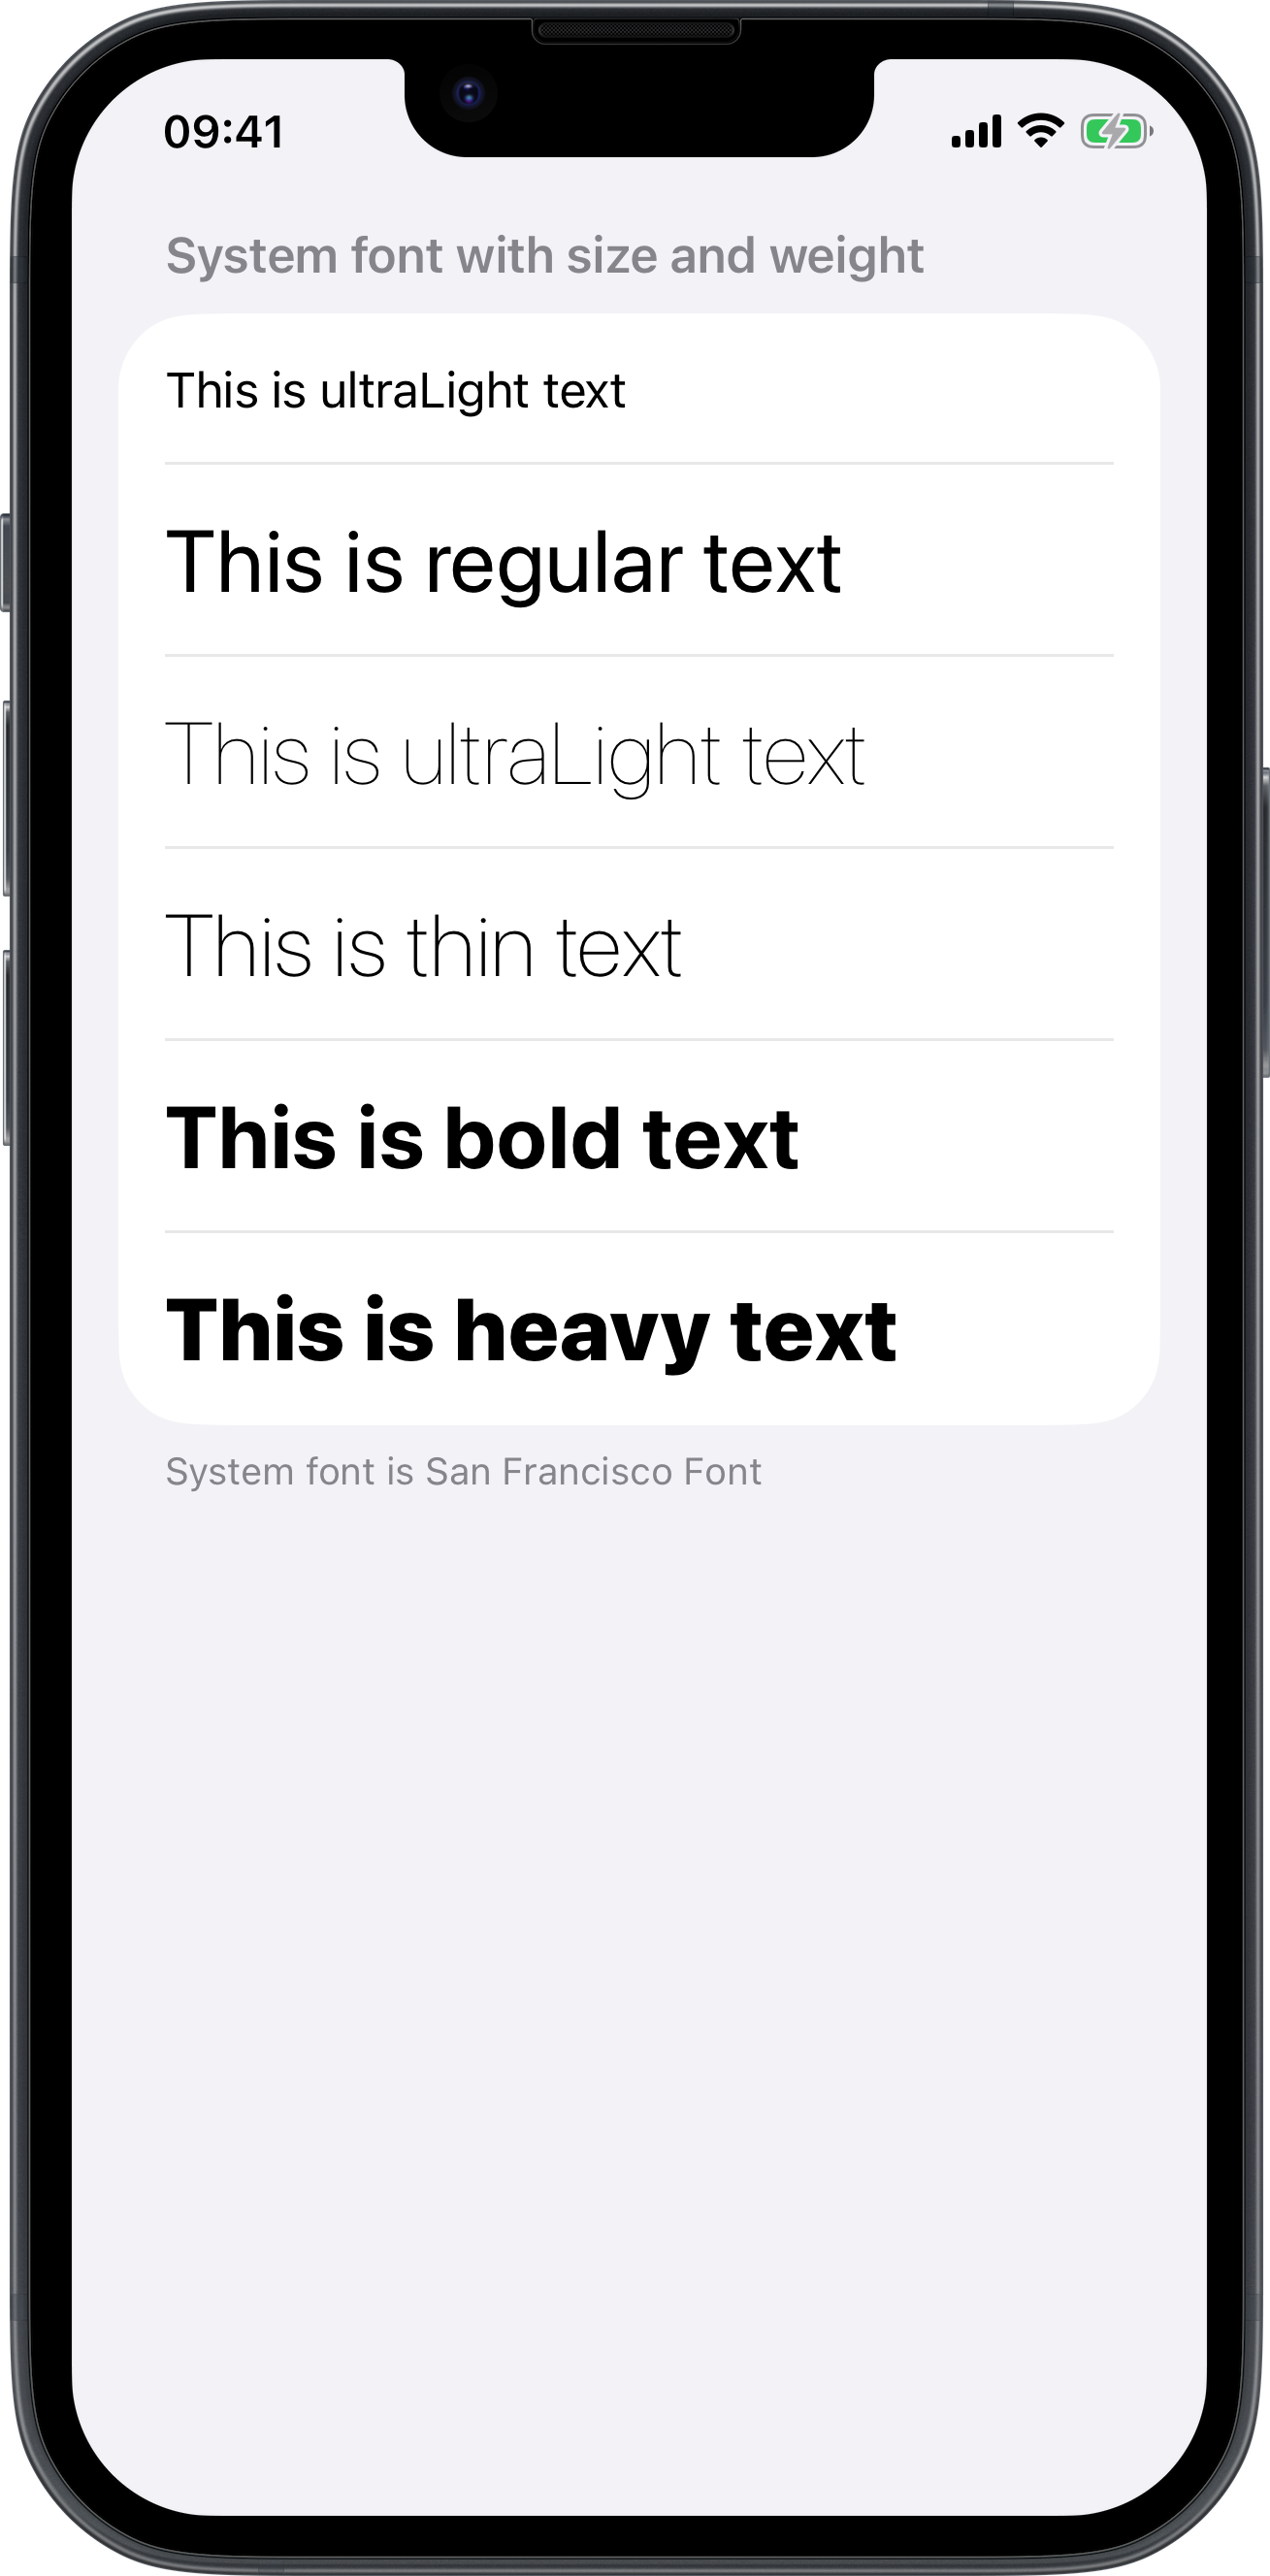 09:41
System font with size and weight
This is ultraLight text
This is regular text
This is ultraLight text
This is thin text
This is bold text
This is heavy text
System font is San Francisco Font